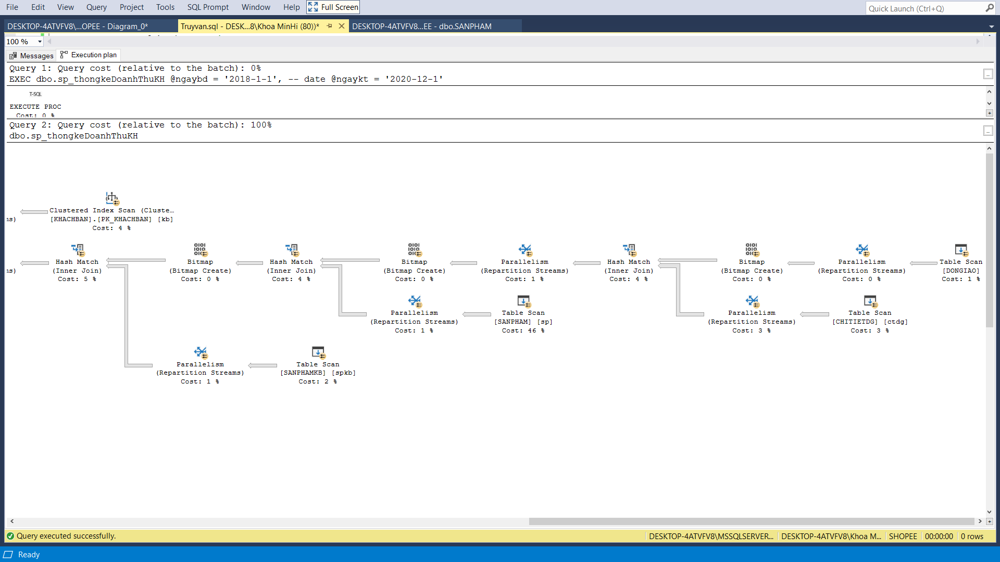 File Edit View Query Project Tools SQL Prompt Window Help Full Screen
Quick Launch (Ctrl+Q)
DESKTOP-4ATVFV8\...OPEE - Diagram_0* Truyvan.sql - DESK...8\Khoa MinHi (80))* DESKTOP-4ATVFV8...EE - dbo.SANPHAM
100 %
Messages Execution plan
Query 1: Query cost (relative to the batch): 0%
EXEC dbo.sp_thongkeDoanhThuKH @ngaybd = '2018-1-1', -- date @ngaykt = '2020-12-1'
T-SQL
EXECUTE PROC
Cost: 0 %
Query 2: Query cost (relative to the batch): 100%
dbo.sp_thongkeDoanhThuKH
Clustered Index Scan (Cluste…
[KHACHBAN].[PK_KHACHBAN] [kb]
Cost: 4 %
Hash Match
(Inner Join)
Cost: 5 %
Bitmap
(Bitmap Create)
Cost: 0 %
Hash Match
(Inner Join)
Cost: 4 %
Bitmap
(Bitmap Create)
Cost: 0 %
Parallelism
(Repartition Streams)
Cost: 1 %
Hash Match
(Inner Join)
Cost: 4 %
Bitmap
(Bitmap Create)
Cost: 0 %
Parallelism
(Repartition Streams)
Cost: 0 %
Table Scan
[DONGIAO]
Cost: 1 %
Parallelism
(Repartition Streams)
Cost: 1 %
Table Scan
[SANPHAM] [sp]
Cost: 46 %
Parallelism
(Repartition Streams)
Cost: 3 %
Table Scan
[CHITIETDG] [ctdg]
Cost: 3 %
Parallelism
(Repartition Streams)
Cost: 1 %
Table Scan
[SANPHAMKB] [spkb]
Cost: 2 %
Query executed successfully.
DESKTOP-4ATVFV8\MSSQLSERVER... DESKTOP-4ATVFV8\Khoa M... SHOPEE 00:00:00 0 rows
Ready